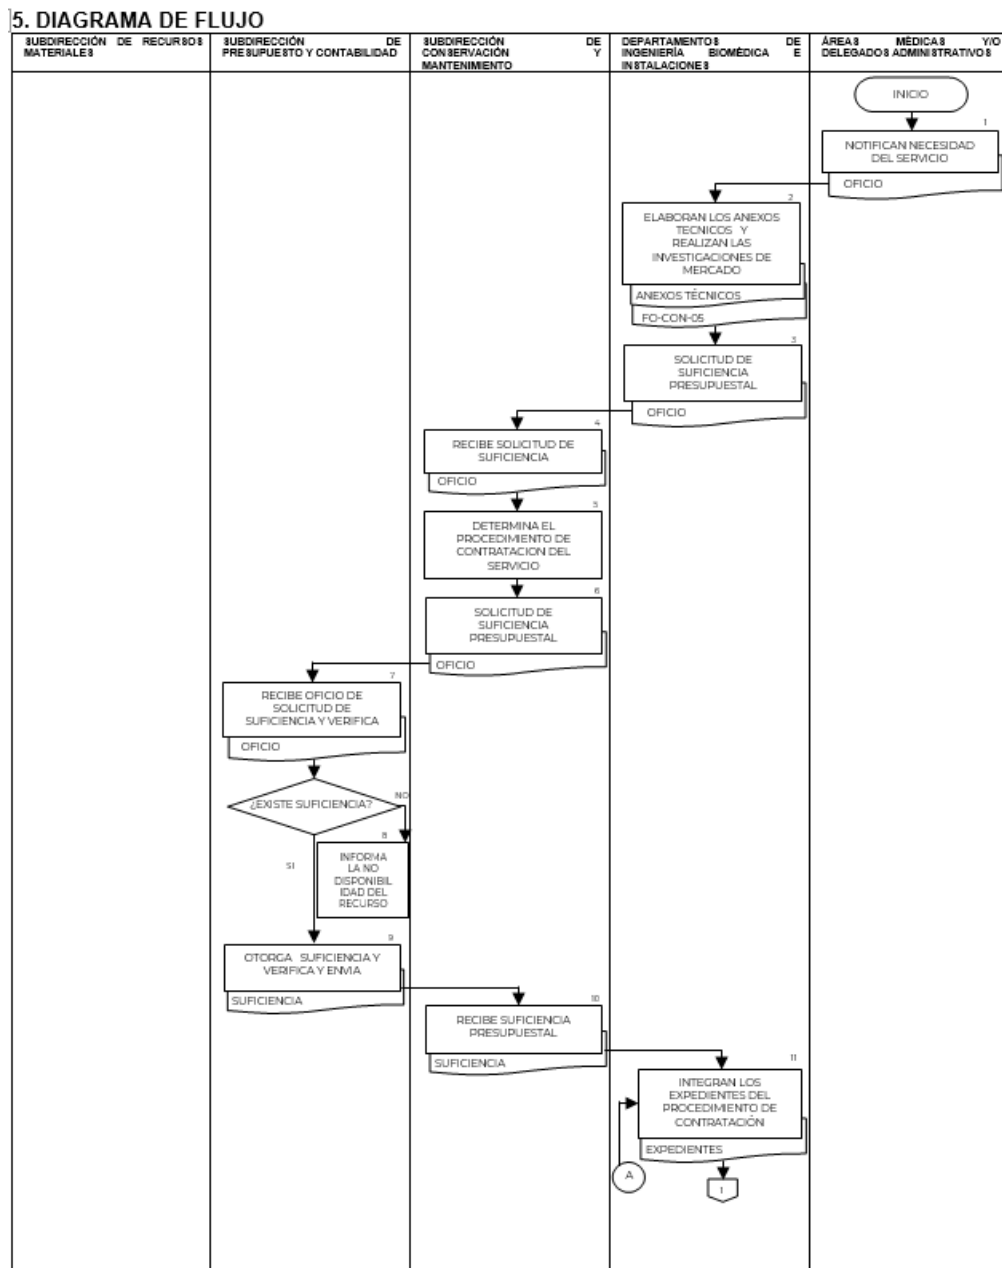 5. DIAGRAMA DE FLUJO
SUBDIRECCIÓN DE RECURSOS
MATERIALES
SUBDIRECCIÓN DE
PRESUPUESTO Y CONTABILIDAD
SUBDIRECCIÓN DE
CONSERVACIÓN Y
MANTENIMIENTO
DEPARTAMENTOS DE
INGENIERÍA BIOMÉDICA E
INSTALACIONES
ÁREAS MÉDICAS Y/O
DELEGADOS ADMINISTRATIVOS
INICIO
1
NOTIFICAN NECESIDAD
DEL SERVICIO
OFICIO
2
ELABORAN LOS ANEXOS
TECNICOS Y
REALIZAN LAS
INVESTIGACIONES DE
MERCADO
ANEXOS TÉCNICOS
FO-CON-05
3
SOLICITUD DE
SUFICIENCIA
PRESUPUESTAL
OFICIO
4
RECIBE SOLICITUD DE
SUFICIENCIA
OFICIO
5
DETERMINA EL
PROCEDIMIENTO DE
CONTRATACION DEL
SERVICIO
6
SOLICITUD DE
SUFICIENCIA
PRESUPUESTAL
OFICIO
7
RECIBE OFICIO DE
SOLICITUD DE
SUFICIENCIA Y VERIFICA
OFICIO
¿EXISTE SUFICIENCIA?
NO
SI
8
INFORMA
LA NO
DISPONIBIL
IDAD DEL
RECURSO
9
OTORGA SUFICIENCIA Y
VERIFICA Y ENVIA
SUFICIENCIA
10
RECIBE SUFICIENCIA
PRESUPUESTAL
SUFICIENCIA
11
INTEGRAN LOS
EXPEDIENTES DEL
PROCEDIMIENTO DE
CONTRATACIÓN
EXPEDIENTES
A
1